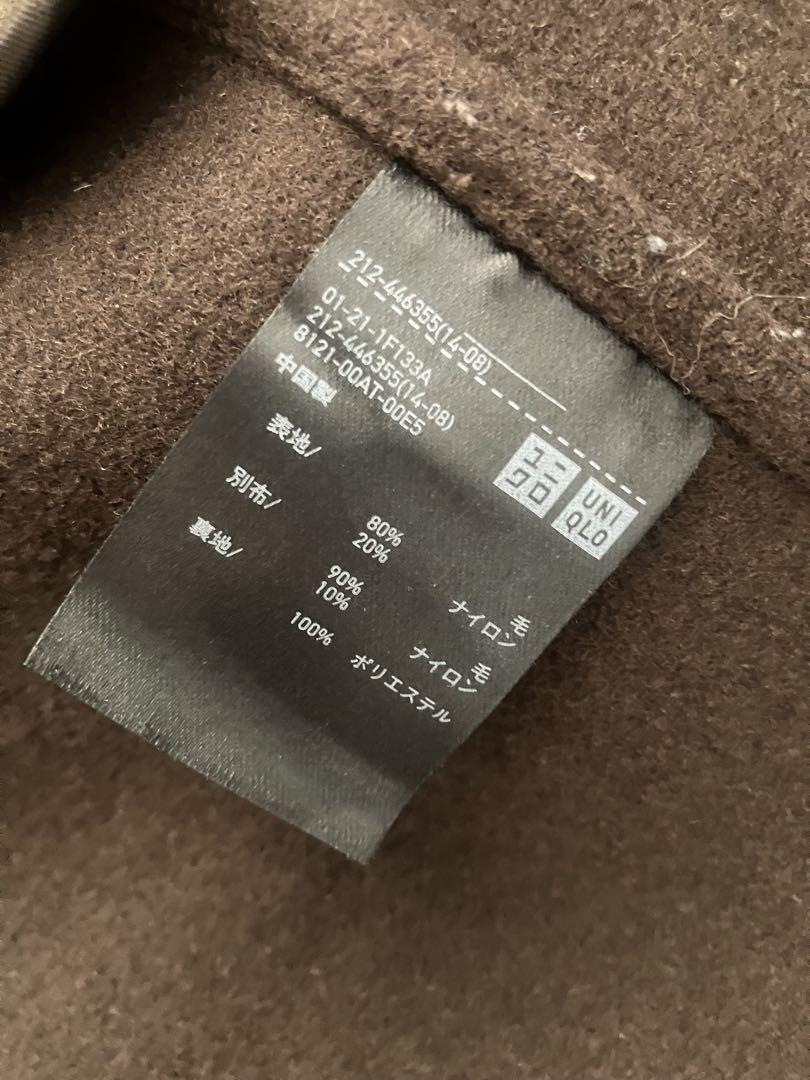 212-446355(14-08)
01-21-1F133A
212-446355(14-08)
8121-0QAT-00E5
中国製
ユニ
クロ
UNI
QLO
表地/
80% 毛
20% ナイロン
別布/
90% 毛
10% ナイロン
裏地/
100% ポリエステル